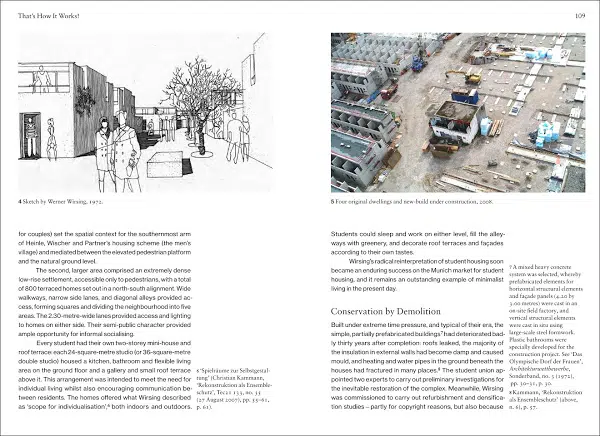 That's How It Works!
109
4 Sketch by Werner Wirsing, 1972.
5 Four original dwellings and new-build under construction, 2008.
for couples) set the spatial context for the southernmost arm
of Heinle, Wischer and Partner's housing scheme (the men's
village) and mediated between the elevated pedestrian platform
and the natural ground level.
The second, larger area comprised an extremely dense
low-rise settlement, accessible only to pedestrians, with a total
of 800 terraced homes set out in a north-south alignment. Wide
walkways, narrow side lanes, and diagonal alleys provided ac-
cess, forming squares and dividing the neighbourhood into five
areas. The 2.30-metre-wide lanes provided access and lighting
to homes on either side. Their semi-public character provided
ample opportunity for informal socialising.
Every student had their own two-storey mini-house and
roof terrace: each 24-square-metre studio (or 36-square-metre
double studio) housed a kitchen, bathroom and flexible living
area on the ground floor and a gallery and small roof terrace
above it. This arrangement was intended to meet the need for
individual living whilst also encouraging communication be-
tween residents. The homes offered what Wirsing described
as 'scope for individualisation',⁶ both indoors and outdoors.
6 'Spielräume zur Selbstgestal-
tung' (Christian Kammann,
'Rekonstruktion als Ensemble-
schutz', Tec21 133, no. 35
(27 August 2007), pp. 55–61,
p. 61).
Students could sleep and work on either level, fill the alley-
ways with greenery, and decorate roof terraces and façades
according to their own tastes.
Wirsing's radical reinterpretation of student housing soon
became an enduring success on the Munich market for student
housing, and it remains an outstanding example of minimalist
living in the present day.
Conservation by Demolition
Built under extreme time pressure, and typical of their era, the
simple, partially prefabricated buildings⁷ had deteriorated bad-
ly thirty years after completion: roofs leaked, the majority of
the insulation in external walls had become damp and caused
mould, and heating and water pipes in the ground beneath the
houses had fractured in many places.⁸ The student union ap-
pointed two experts to carry out preliminary investigations for
the inevitable restoration of the complex. Meanwhile, Wirsing
was commissioned to carry out refurbishment and densifica-
tion studies – partly for copyright reasons, but also because
7 A mixed heavy concrete
system was selected, whereby
prefabricated elements for
horizontal structural elements
and façade panels (4.20 by
3.00 metres) were cast in an
on-site field factory, and
vertical structural elements
were cast in situ using
large-scale steel formwork.
Plastic bathrooms were
specially developed for the
construction project. See 'Das
Olympische Dorf der Frauen',
Architekturwettbewerbe,
Sonderband, no. 5 (1972),
pp. 30–31, p. 30.
8 Kammann, 'Rekonstruktion
als Ensembleschutz' (above,
n. 6), p. 57.